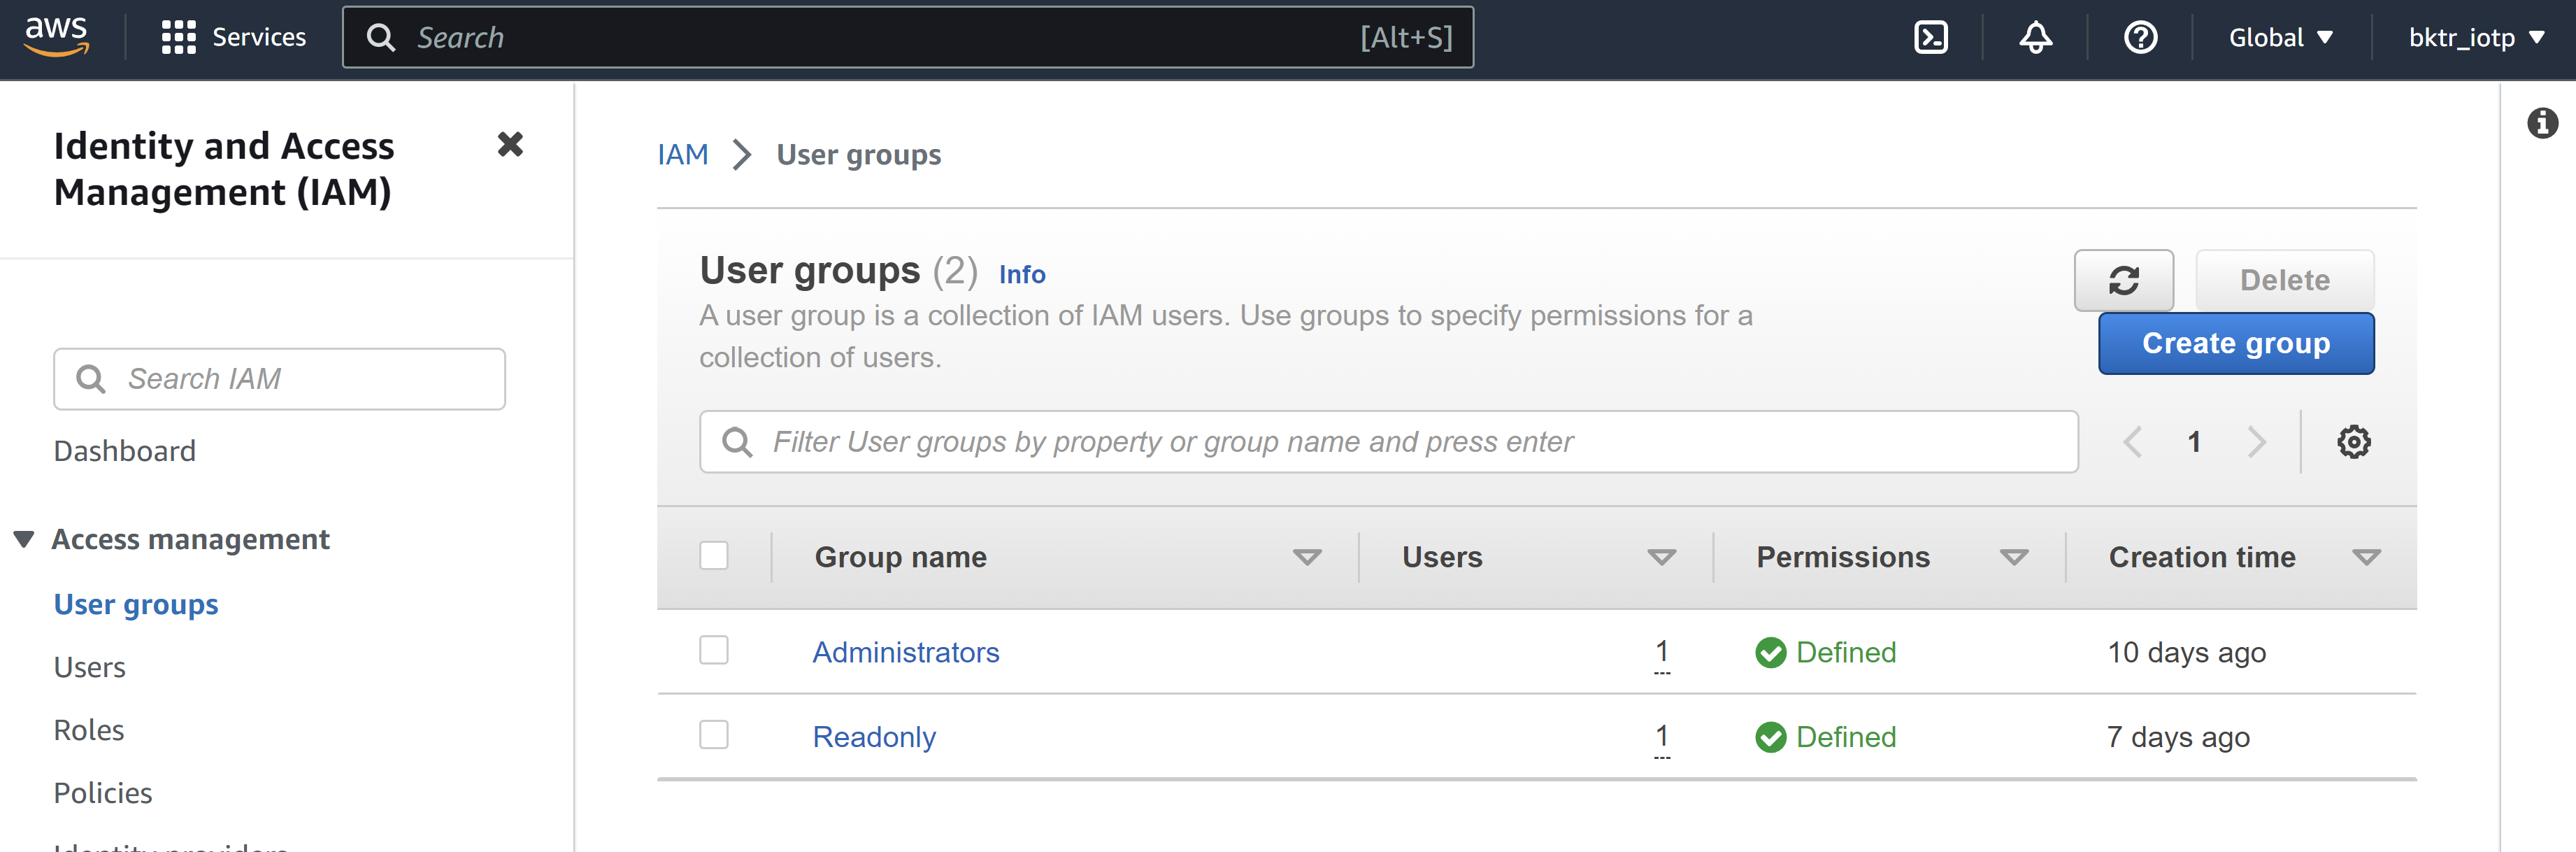 aws
Services
Search
[Alt+S]
Global
bktr_iotp
Identity and Access
Management (IAM)
Search IAM
Dashboard
Access management
User groups
Users
Roles
Policies
Identity providers
IAM
User groups
User groups (2) Info
A user group is a collection of IAM users. Use groups to specify permissions for a
collection of users.
Delete
Create group
Filter User groups by property or group name and press enter
1
Group name Users Permissions Creation time
Administrators 1 Defined 10 days ago
Readonly 1 Defined 7 days ago